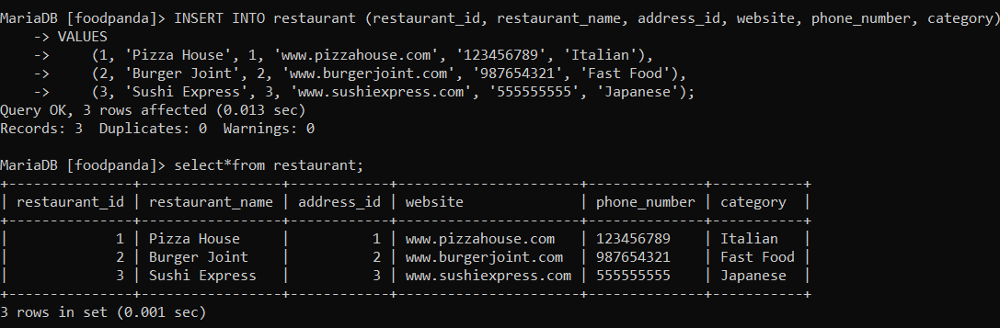 MariaDB [foodpanda]> INSERT INTO restaurant (restaurant_id, restaurant_name, address_id, website, phone_number, category)
    -> VALUES
    ->     (1, 'Pizza House', 1, 'www.pizzahouse.com', '123456789', 'Italian'),
    ->     (2, 'Burger Joint', 2, 'www.burgerjoint.com', '987654321', 'Fast Food'),
    ->     (3, 'Sushi Express', 3, 'www.sushiexpress.com', '555555555', 'Japanese');
Query OK, 3 rows affected (0.013 sec)
Records: 3  Duplicates: 0  Warnings: 0

MariaDB [foodpanda]> select*from restaurant;
+---------------+-----------------+------------+----------------------+--------------+-----------+
| restaurant_id | restaurant_name | address_id | website              | phone_number | category  |
+---------------+-----------------+------------+----------------------+--------------+-----------+
|             1 | Pizza House     |          1 | www.pizzahouse.com   | 123456789    | Italian   |
|             2 | Burger Joint    |          2 | www.burgerjoint.com  | 987654321    | Fast Food |
|             3 | Sushi Express   |          3 | www.sushiexpress.com | 555555555    | Japanese  |
+---------------+-----------------+------------+----------------------+--------------+-----------+
3 rows in set (0.001 sec)